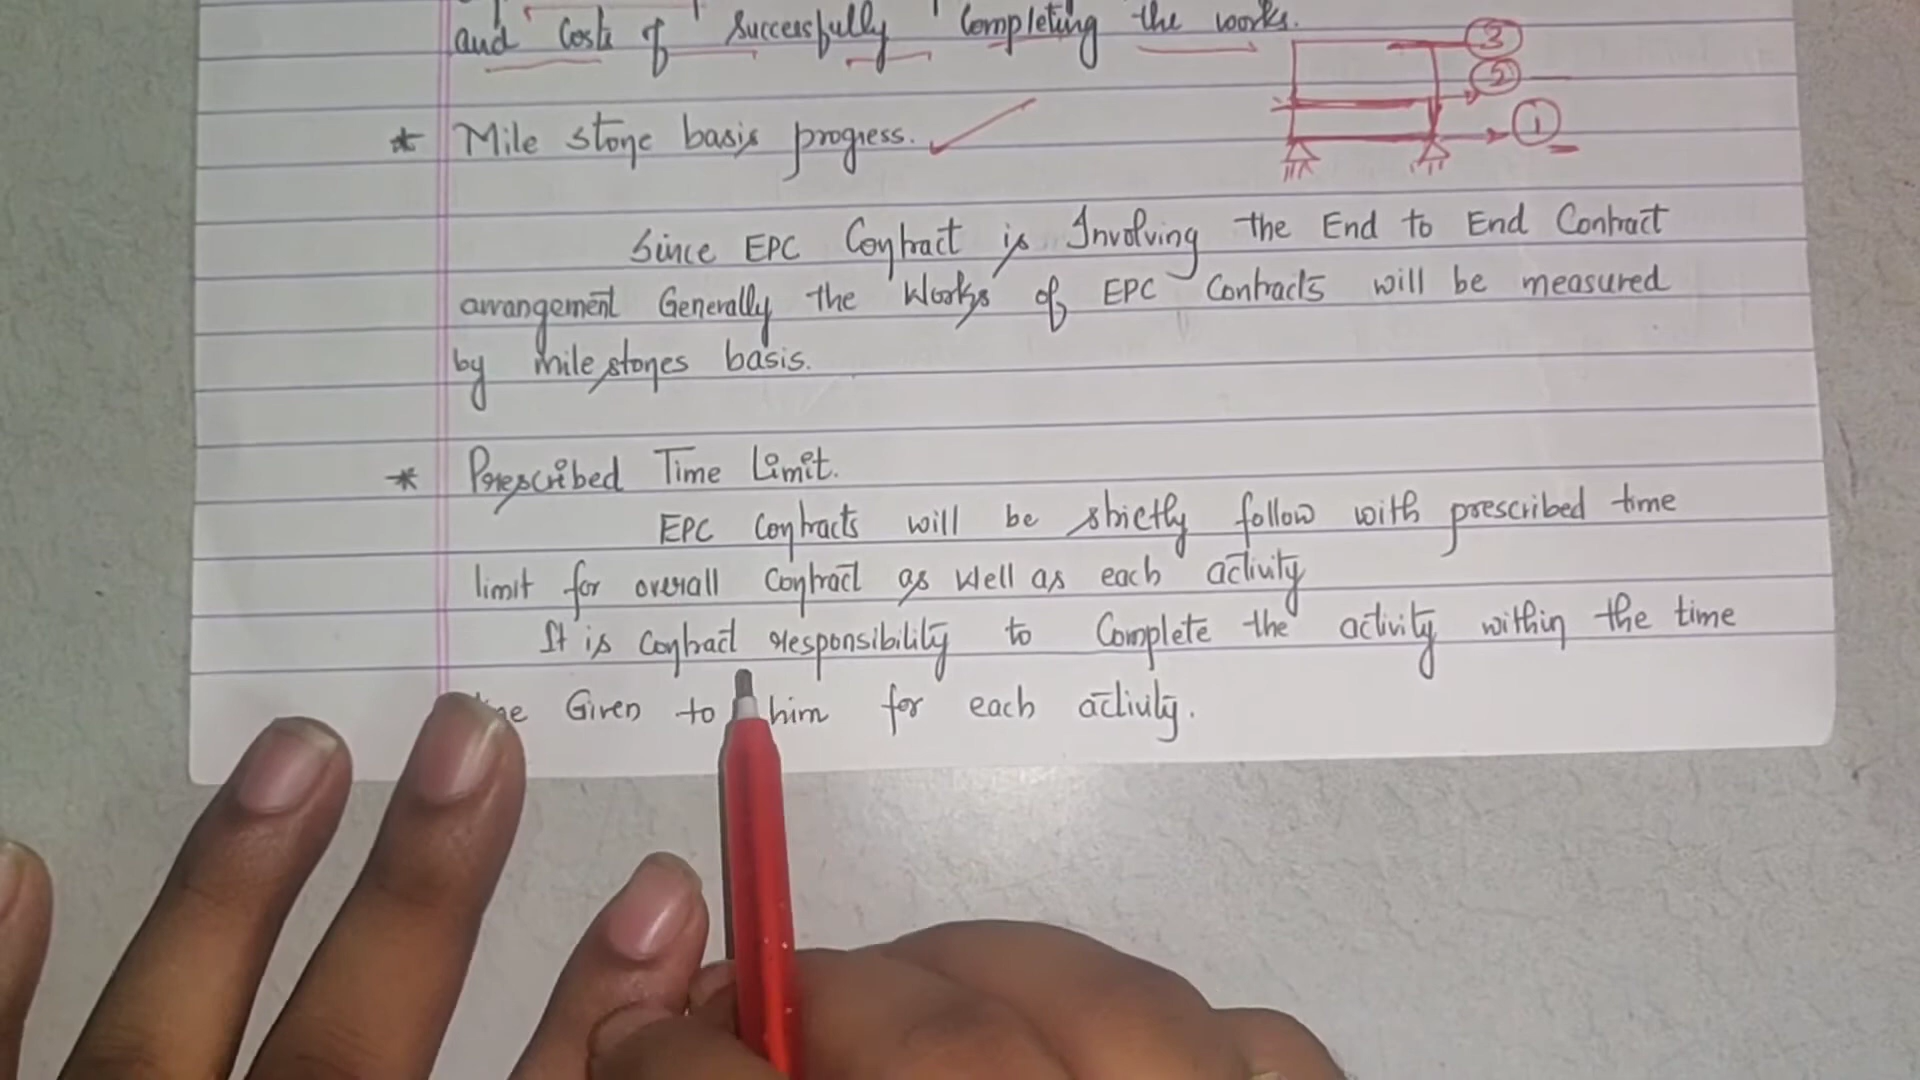 and Costs of Successfully Completing the works.
③
②
①
* Mile stone basis progress.
Since EPC Contract is Involving the End to End Contract
arrangement Generally the Works of EPC Contracts will be measured
by milestones basis.
* Prescribed Time Limit.
EPC Contracts will be strictly follow with prescribed time
limit for overall Contract as well as each activity
It is Contract responsibility to Complete the activity within the time
Given to him for each activity.